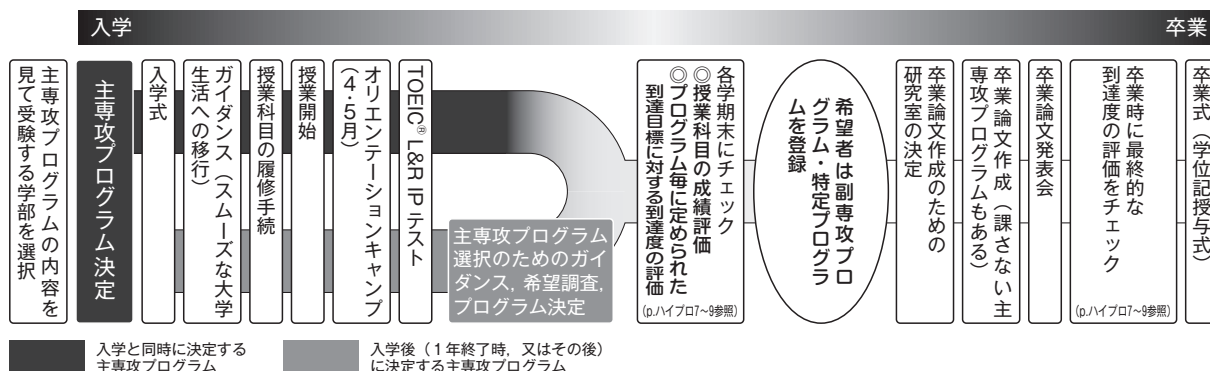 入学
卒業
主専攻プログラムの内容を
見て受験する学部を選択
主専攻プログラム決定
入学式
ガイダンス（スムーズな大学
生活への移行）
授業科目の履修手続
授業開始
オリエンテーションキャンプ
（4・5月）
TOEIC® L&R IP テスト
主専攻プログラム
選択のためのガイ
ダンス，希望調査，
プログラム決定
各学期末にチェック
◎授業科目の成績評価
◎プログラム毎に定められた
到達目標に対する到達度の評価
(p.ハイプロ7〜9参照)
希望者は副専攻プロ
グラム・特定プログラ
ムを登録
卒業論文作成のための
研究室の決定
卒業論文作成（課さない主
専攻プログラムもある）
卒業論文発表会
卒業時に最終的な
到達度の評価をチェック
(p.ハイプロ7〜9参照)
卒業式（学位記授与式）
入学と同時に決定する
主専攻プログラム
入学後（1年終了時，又はその後）
に決定する主専攻プログラム